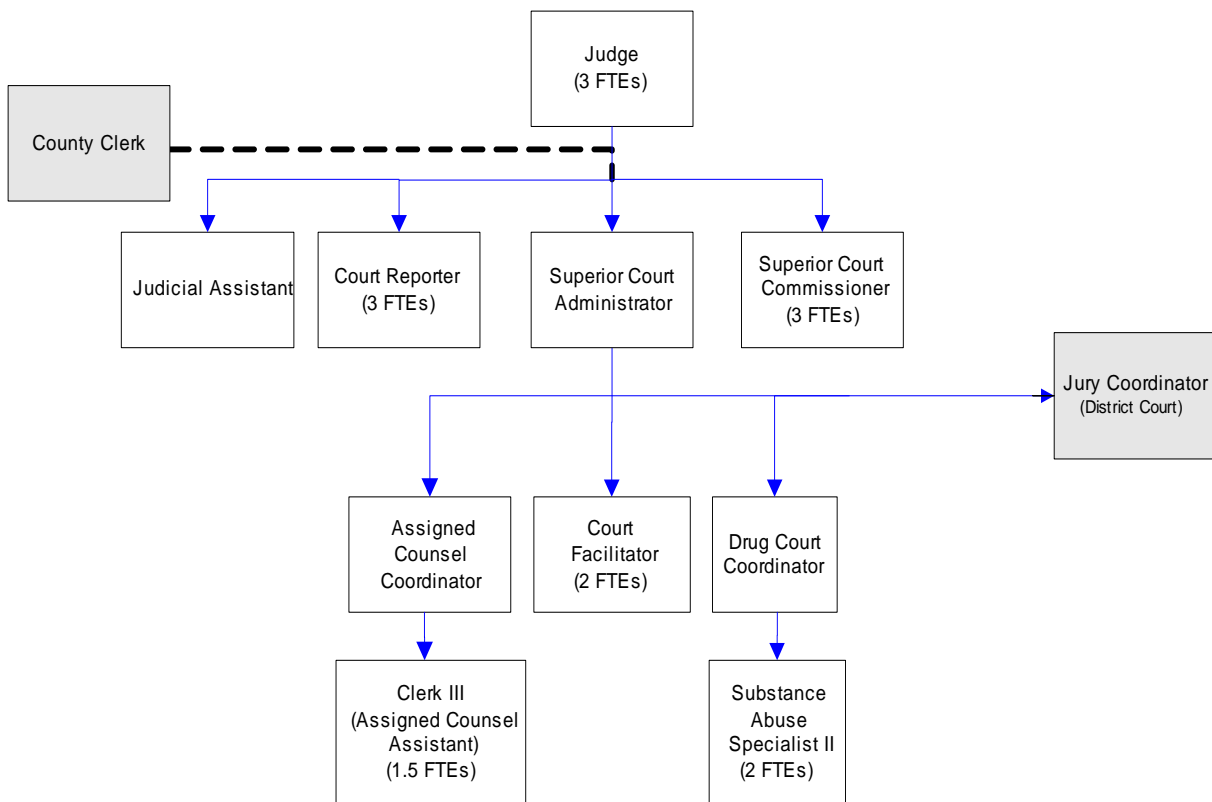 Judge
(3 FTEs)
County Clerk
Judicial Assistant
Court Reporter
(3 FTEs)
Superior Court
Administrator
Superior Court
Commissioner
(3 FTEs)
Jury Coordinator
(District Court)
Assigned
Counsel
Coordinator
Court
Facilitator
(2 FTEs)
Drug Court
Coordinator
Clerk III
(Assigned Counsel
Assistant)
(1.5 FTEs)
Substance
Abuse
Specialist II
(2 FTEs)